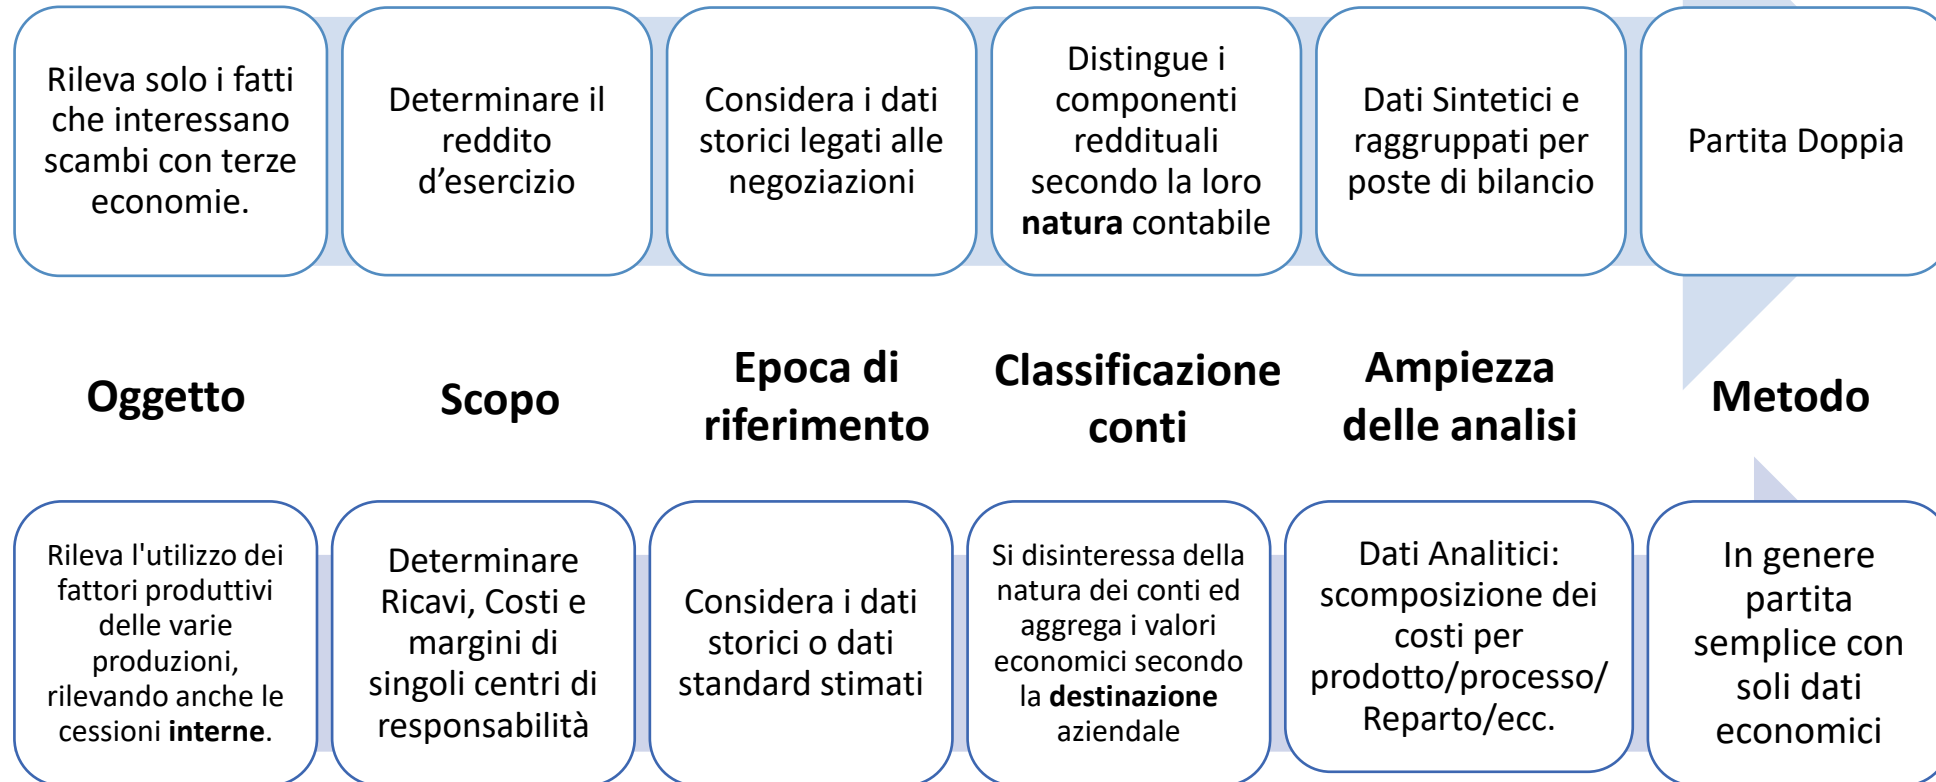 Rileva solo i fatti
che interessano
scambi con terze
economie.
Determinare il
reddito
d’esercizio
Considera i dati
storici legati alle
negoziazioni
Distingue i
componenti
reddituali
secondo la loro
natura contabile
Dati Sintetici e
raggruppati per
poste di bilancio
Partita Doppia
Oggetto
Scopo
Epoca di
riferimento
Classificazione
conti
Ampiezza
delle analisi
Metodo
Rileva l'utilizzo dei
fattori produttivi
delle varie
produzioni,
rilevando anche le
cessioni interne.
Determinare
Ricavi, Costi e
margini di
singoli centri di
responsabilità
Considera i dati
storici o dati
standard stimati
Si disinteressa della
natura dei conti ed
aggrega i valori
economici secondo
la destinazione
aziendale
Dati Analitici:
scomposizione dei
costi per
prodotto/processo/
Reparto/ecc.
In genere
partita
semplice con
soli dati
economici